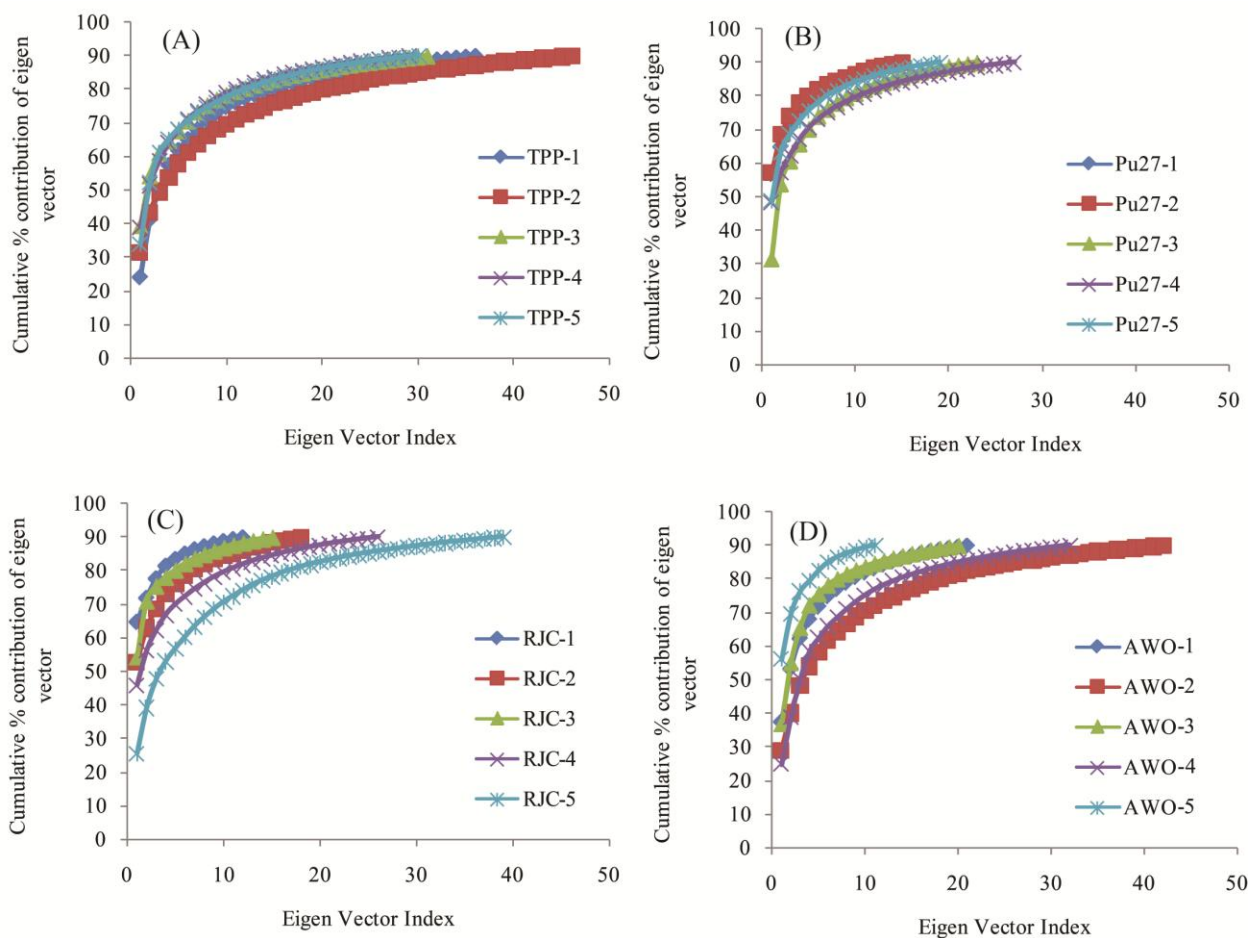 (A)
Cumulative % contribution of eigen
vector
100
90
80
70
60
50
40
30
20
10
0
TPP-1
TPP-2
TPP-3
TPP-4
TPP-5
0 10 20 30 40 50
Eigen Vector Index
(B)
Cumulative % contribution of eigen
vector
100
90
80
70
60
50
40
30
20
10
0
Pu27-1
Pu27-2
Pu27-3
Pu27-4
Pu27-5
0 10 20 30 40 50
Eigen Vector Index
(C)
Cumulative % contribution of eigen
vector
100
90
80
70
60
50
40
30
20
10
0
RJC-1
RJC-2
RJC-3
RJC-4
RJC-5
0 10 20 30 40 50
Eigen Vector Index
(D)
Cumulative % contribution of eigen
vector
100
90
80
70
60
50
40
30
20
10
0
AWO-1
AWO-2
AWO-3
AWO-4
AWO-5
0 10 20 30 40 50
Eigen Vector Index